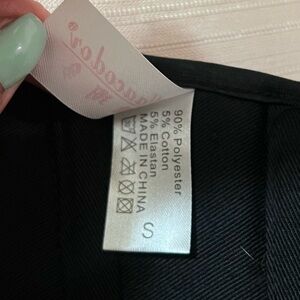 90% Polyester
5% Cotton
5% Elastan
MADE IN CHINA
S